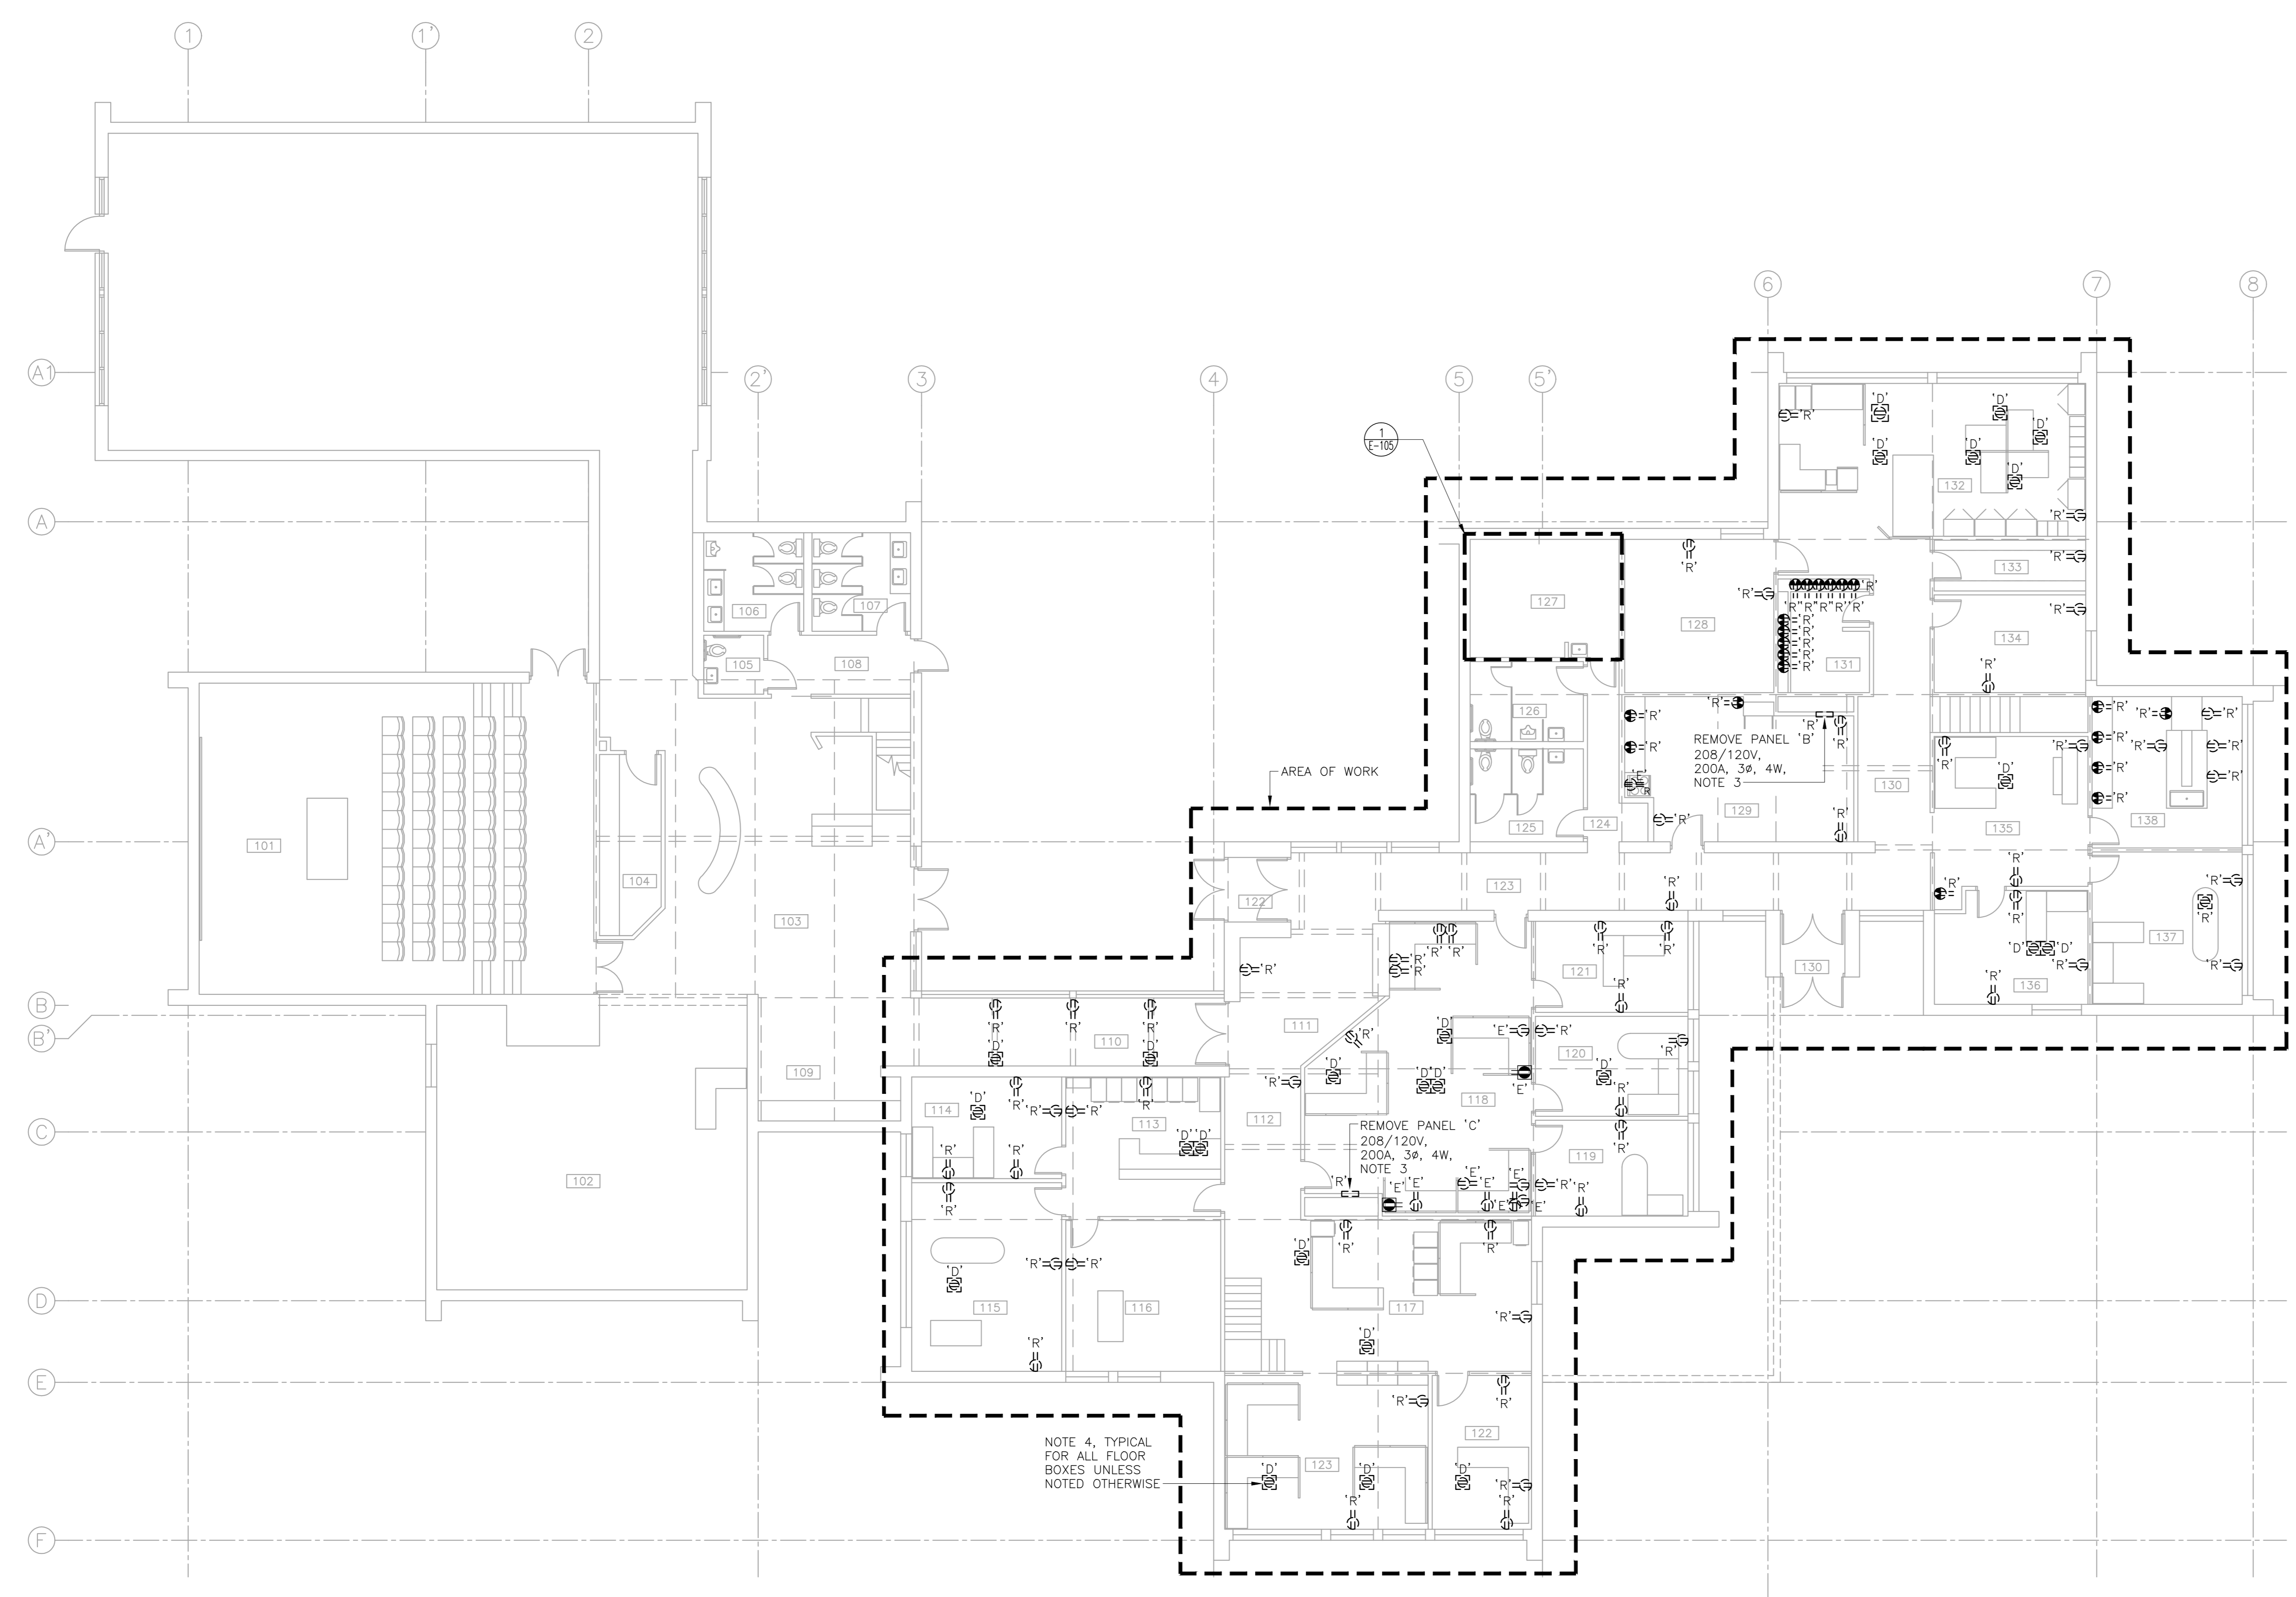 1 1' 2
6 7 8
A1 2' 3 4 5 5'
1
E-105
'D' 'D'
'R' 'D'
'D' 'D'
'D'
132
A
'R'
'R' 'R' 133
106 107 127 'R' 'R'
'R' 'R' 'R' 'R' 'R' 'R'
128 'R' 134
'R'
105 108 'R'
'R' 131 'R'
'R'
126 'R' 'R' 'R' 'R' 'R'
'R' 'R' 'R'
REMOVE PANEL 'B'
208/120V,
200A, 3ø, 4W,
NOTE 3
'R' 'R' 'R' 'R' 'R'
AREA OF WORK
'E' 'D' 'R' 'R'
R 130
129 'R' 'R'
125 124 'R' 'R' 135 138
A' 101
104 'R' 'R'
123 'R' 'R'
122 'R'
103 'R' 'R' 'R'
'R' 'R' 'R' 'R' 'D' 'D' 137
'R' 'R' 121 130 'R' 'R'
'R' 'R' 136
B
'R' 'R' 'R' 111 'D' 'E' 'R'
B' 110 'R'
'D' 'D' 'R' 120
109 'R' 'D' 'D' 'D' 'D'
'E' 'R'
114 'D' 'R' 'R' 'R' 'R'
C 113 112 118
REMOVE PANEL 'C'
208/120V,
200A, 3ø, 4W,
NOTE 3
'D' 'D' 'R'
'R' 'R' 119
102 'R' 'E' 'E' 'E' 'E' 'E' 'R' 'R'
'R' 'E' 'E'
'D' 'R' 'R'
'R' 'R'
'D'
D 115 116 117 'R'
'R' 'D'
E
'R' 'R'
122
NOTE 4, TYPICAL
FOR ALL FLOOR
BOXES UNLESS
NOTED OTHERWISE
123
'D' 'D' 'D' 'R'
'R' 'R'
F